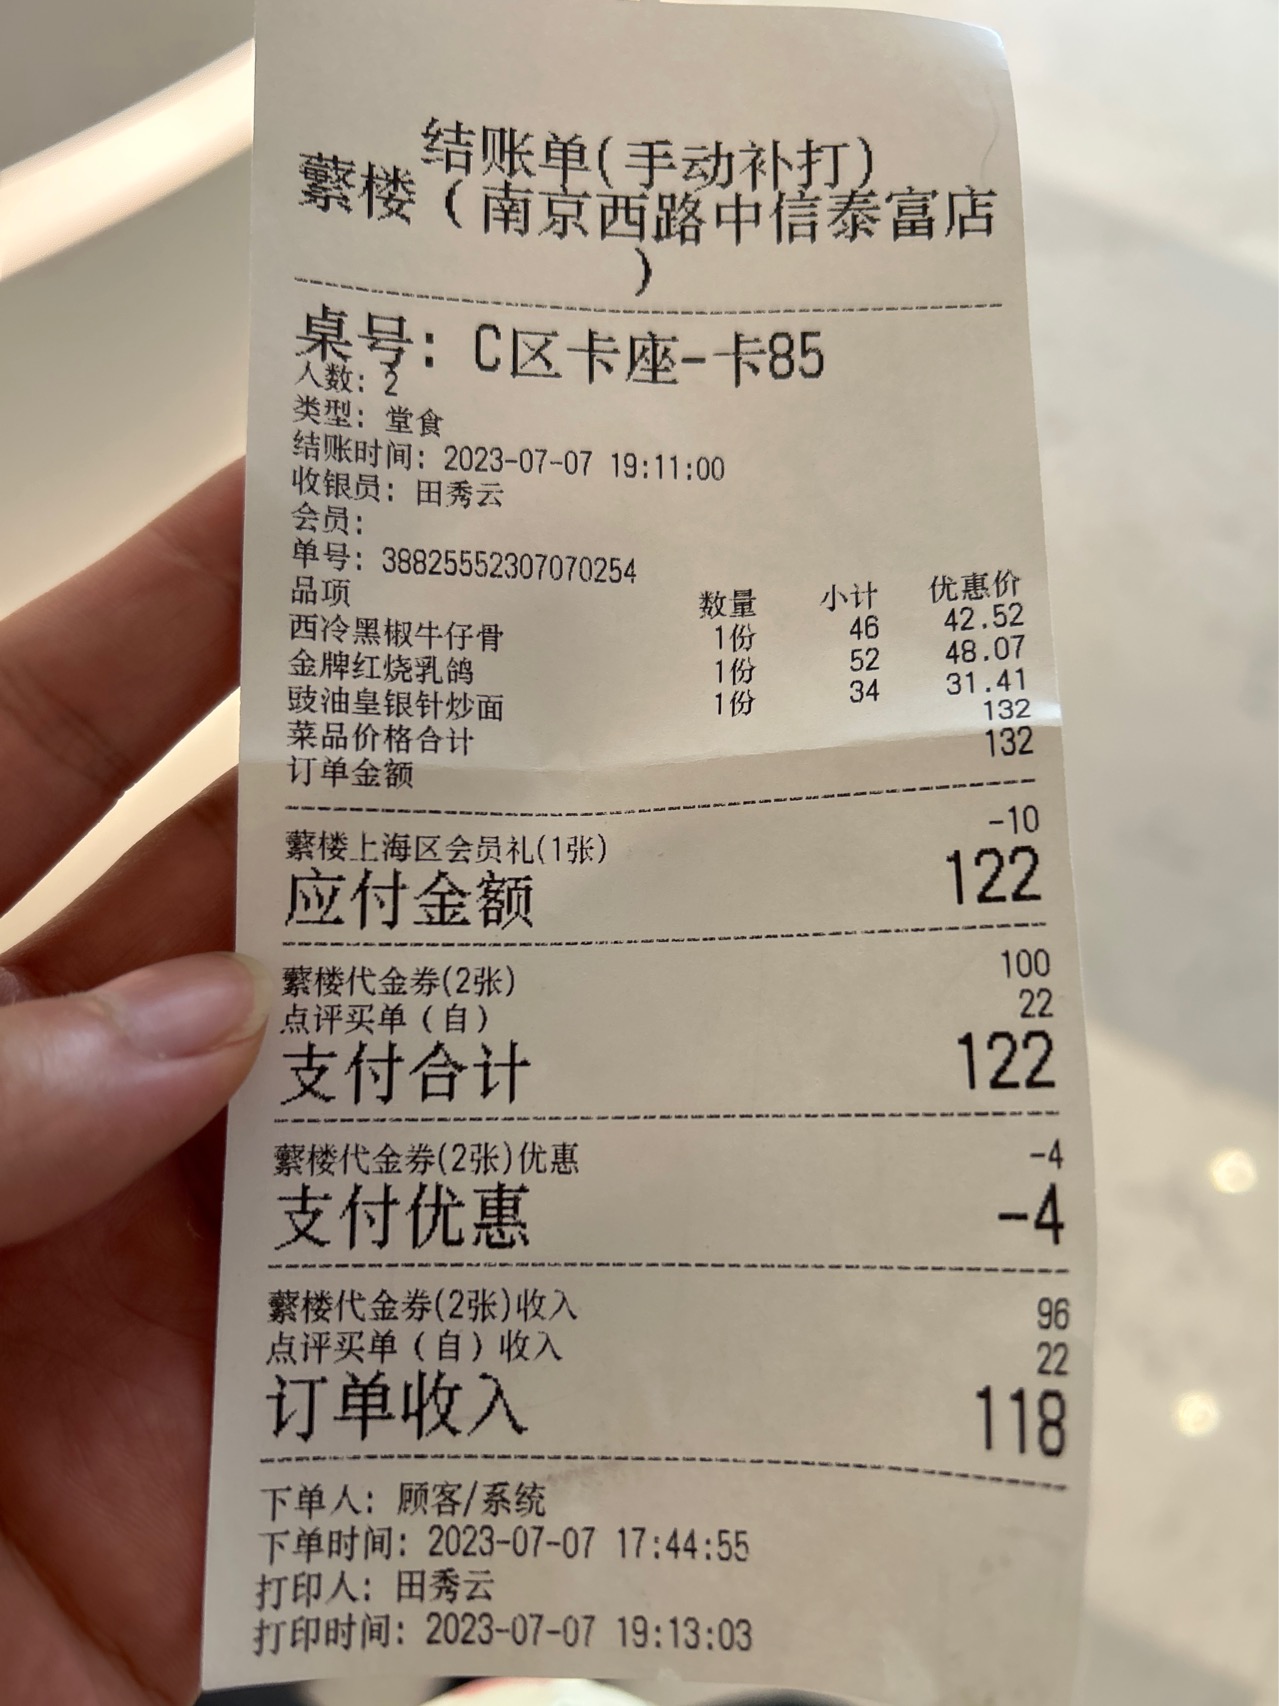 结账单(手动补打)
蘩楼（南京西路中信泰富店
）
桌号: C区卡座-卡85
人数: 2
类型: 堂食
结账时间: 2023-07-07 19:11:00
收银员: 田秀云
会员:
单号: 38825552307070254
品项 数量 小计 优惠价
西冷黑椒牛仔骨 1份 46 42.52
金牌红烧乳鸽 1份 52 48.07
豉油皇银针炒面 1份 34 31.41
菜品价格合计 132
订单金额 132
蘩楼上海区会员礼(1张) -10
应付金额 122
蘩楼代金券(2张) 100
点评买单（自） 22
支付合计 122
蘩楼代金券(2张)优惠 -4
支付优惠 -4
蘩楼代金券(2张)收入 96
点评买单（自）收入 22
订单收入 118
下单人: 顾客/系统
下单时间: 2023-07-07 17:44:55
打印人: 田秀云
打印时间: 2023-07-07 19:13:03